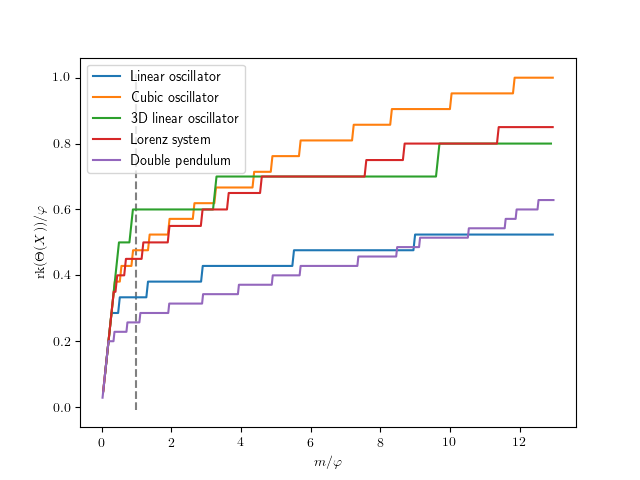 Linear oscillator
Cubic oscillator
3D linear oscillator
Lorenz system
Double pendulum
rk(Θ(X))/φ
1.0
0.8
0.6
0.4
0.2
0.0
0 2 4 6 8 10 12
m/φ